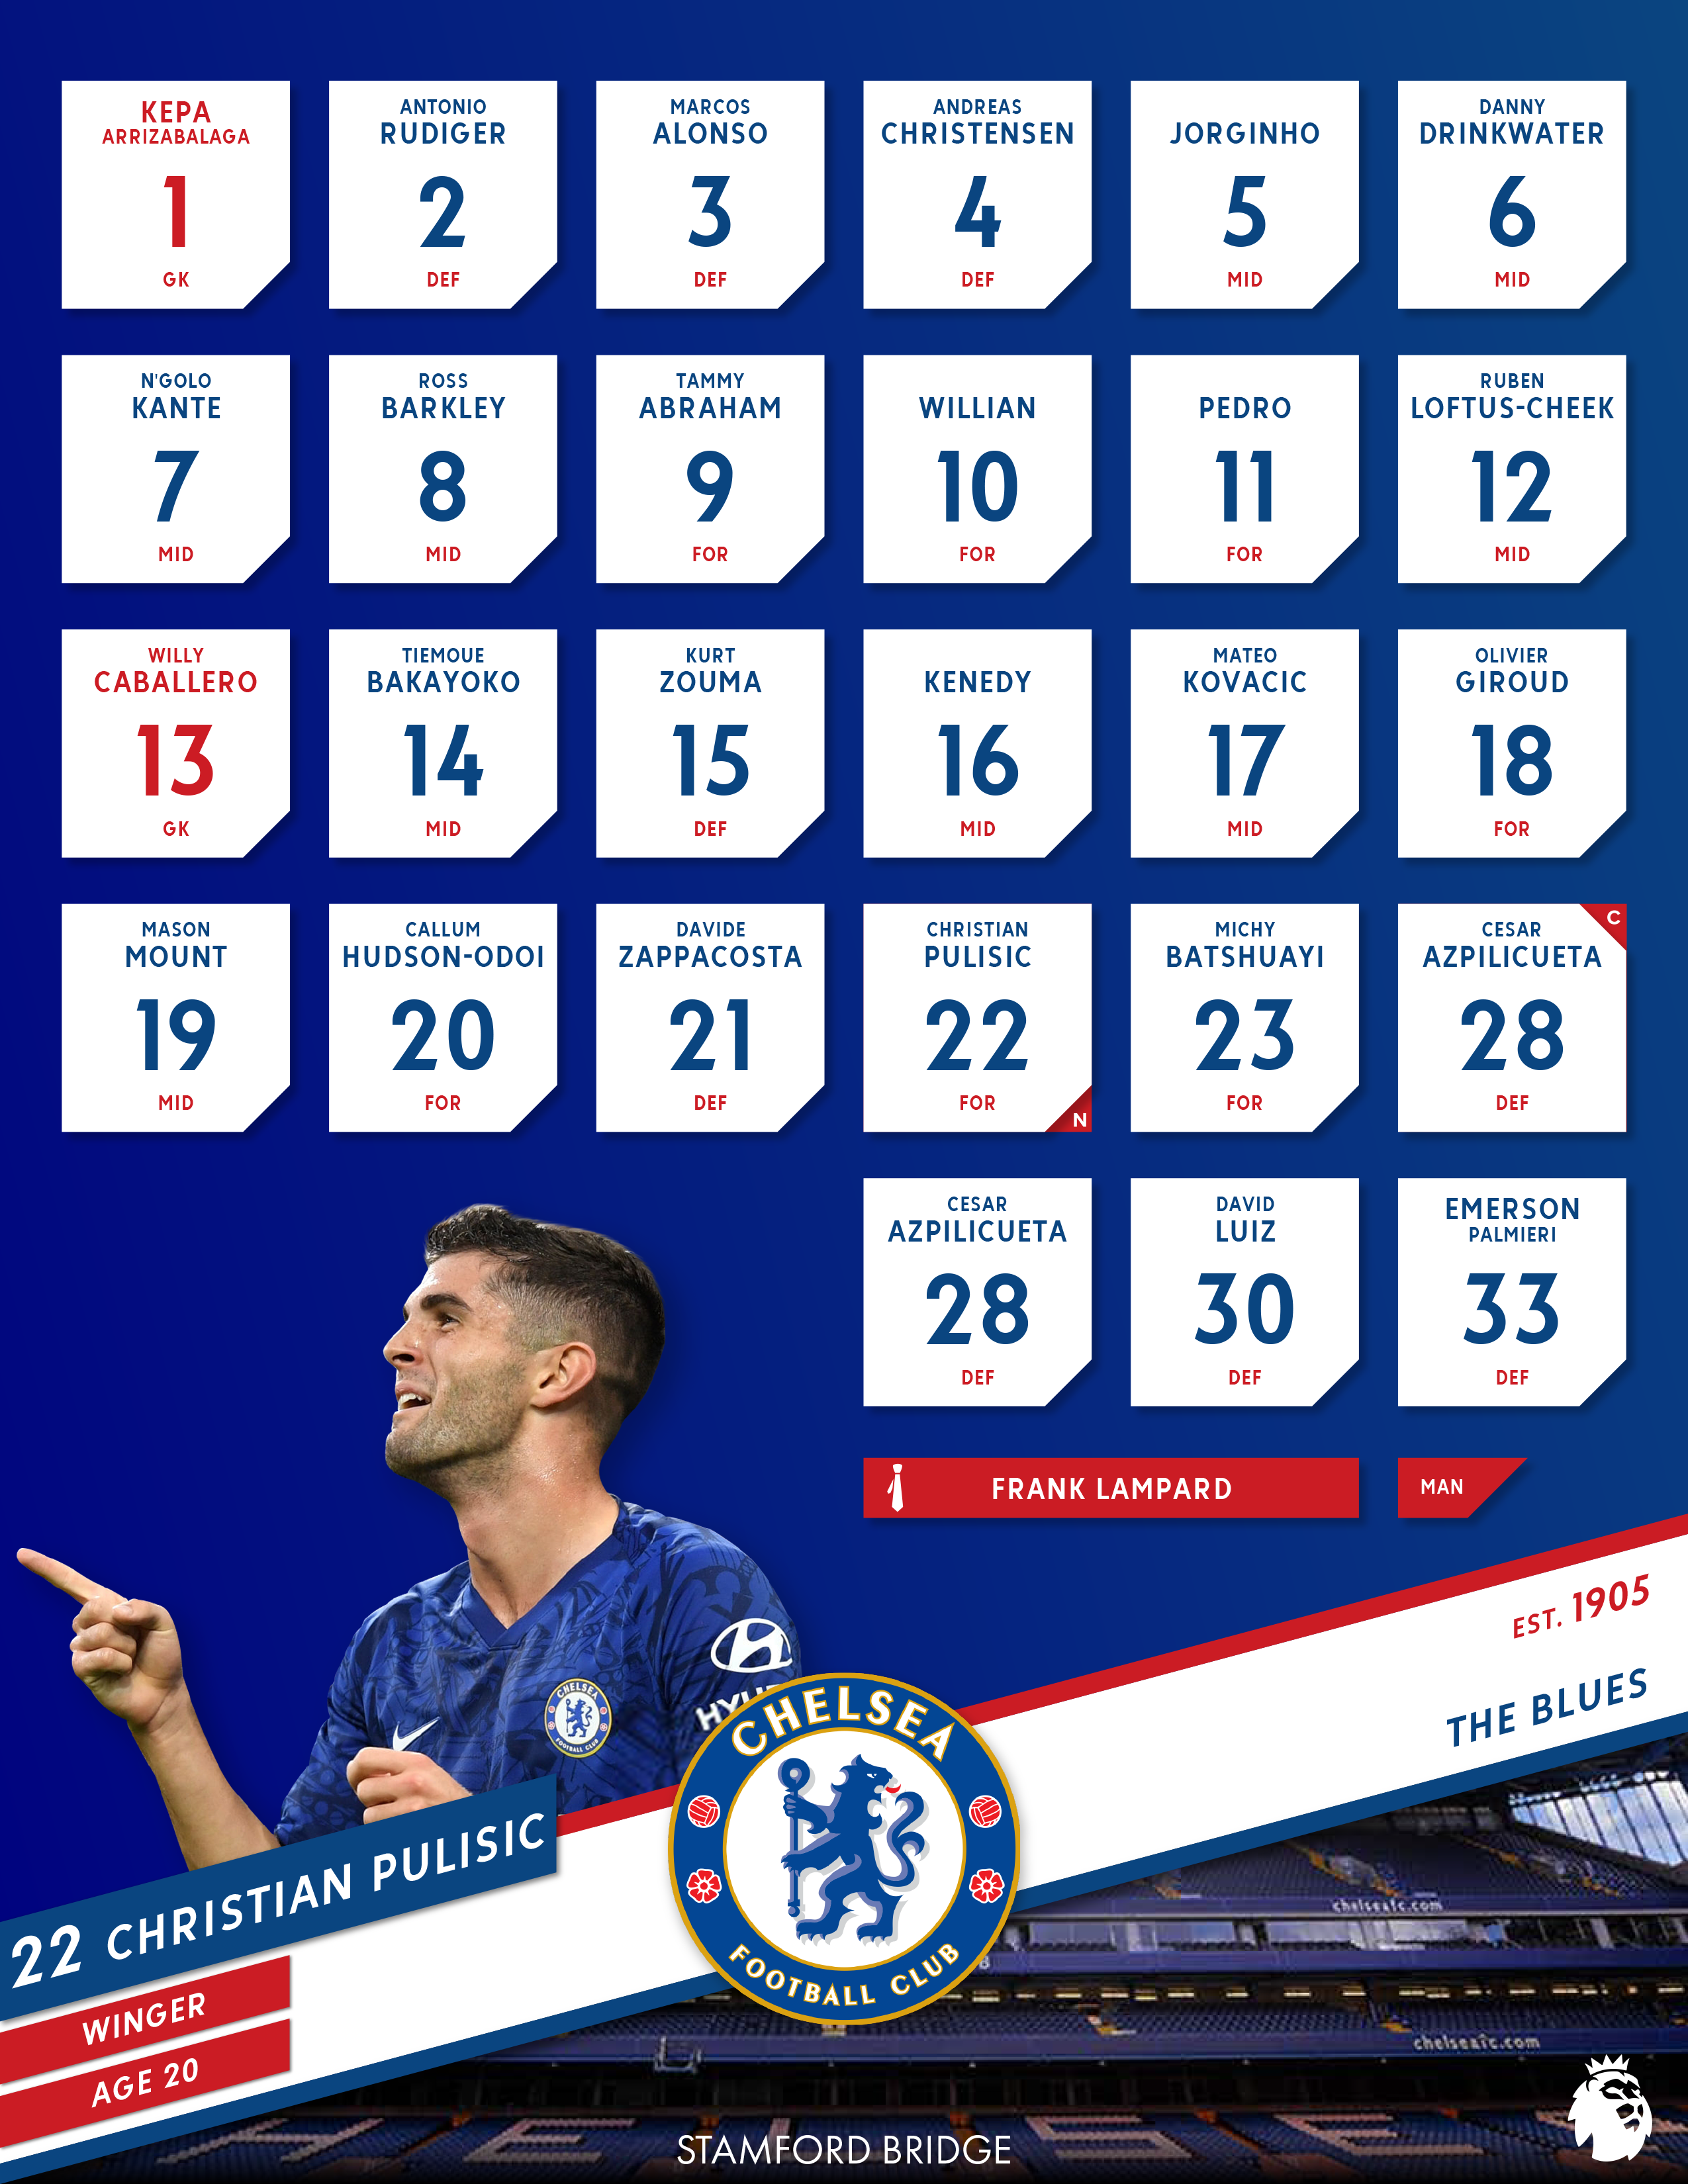 KEPA
ARRIZABALAGA
1
GK
ANTONIO
RUDIGER
2
DEF
MARCOS
ALONSO
3
DEF
ANDREAS
CHRISTENSEN
4
DEF
JORGINHO
5
MID
DANNY
DRINKWATER
6
MID
N'GOLO
KANTE
7
MID
ROSS
BARKLEY
8
MID
TAMMY
ABRAHAM
9
FOR
WILLIAN
10
FOR
PEDRO
11
FOR
RUBEN
LOFTUS-CHEEK
12
MID
WILLY
CABALLERO
13
GK
TIEMOUE
BAKAYOKO
14
MID
KURT
ZOUMA
15
DEF
KENEDY
16
MID
MATEO
KOVACIC
17
MID
OLIVIER
GIROUD
18
FOR
MASON
MOUNT
19
MID
CALLUM
HUDSON-ODOI
20
FOR
DAVIDE
ZAPPACOSTA
21
DEF
CHRISTIAN
PULISIC
22
FOR
N
MICHY
BATSHUAYI
23
FOR
C
CESAR
AZPILICUETA
28
DEF
CESAR
AZPILICUETA
28
DEF
DAVID
LUIZ
30
DEF
EMERSON
PALMIERI
33
DEF
FRANK LAMPARD
MAN
EST. 1905
THE BLUES
CHELSEA
FOOTBALL CLUB
CHELSEA
FOOTBALL CLUB
22 CHRISTIAN PULISIC
WINGER
AGE 20
chelseafc.com
chelseafc.com
STAMFORD BRIDGE